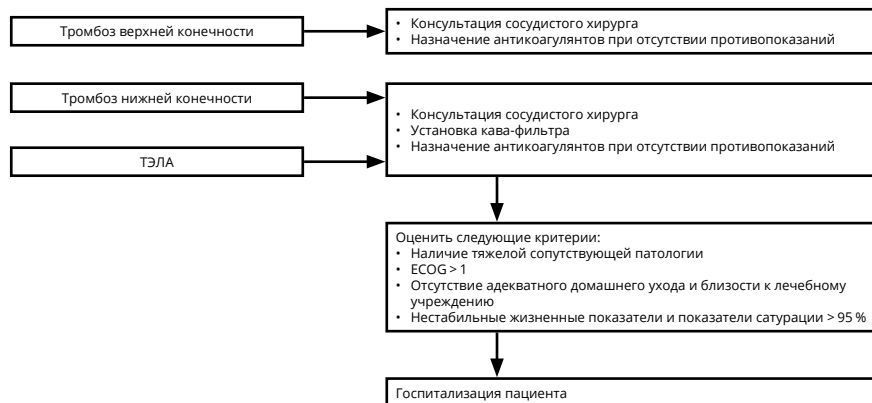 Тромбоз верхней конечности
• Консультация сосудистого хирурга
• Назначение антикоагулянтов при отсутствии противопоказаний
Тромбоз нижней конечности
ТЭЛА
• Консультация сосудистого хирурга
• Установка кава-фильтра
• Назначение антикоагулянтов при отсутствии противопоказаний
Оценить следующие критерии:
• Наличие тяжелой сопутствующей патологии
• ECOG > 1
• Отсутствие адекватного домашнего ухода и близости к лечебному
учреждению
• Нестабильные жизненные показатели и показатели сатурации > 95 %
Госпитализация пациента